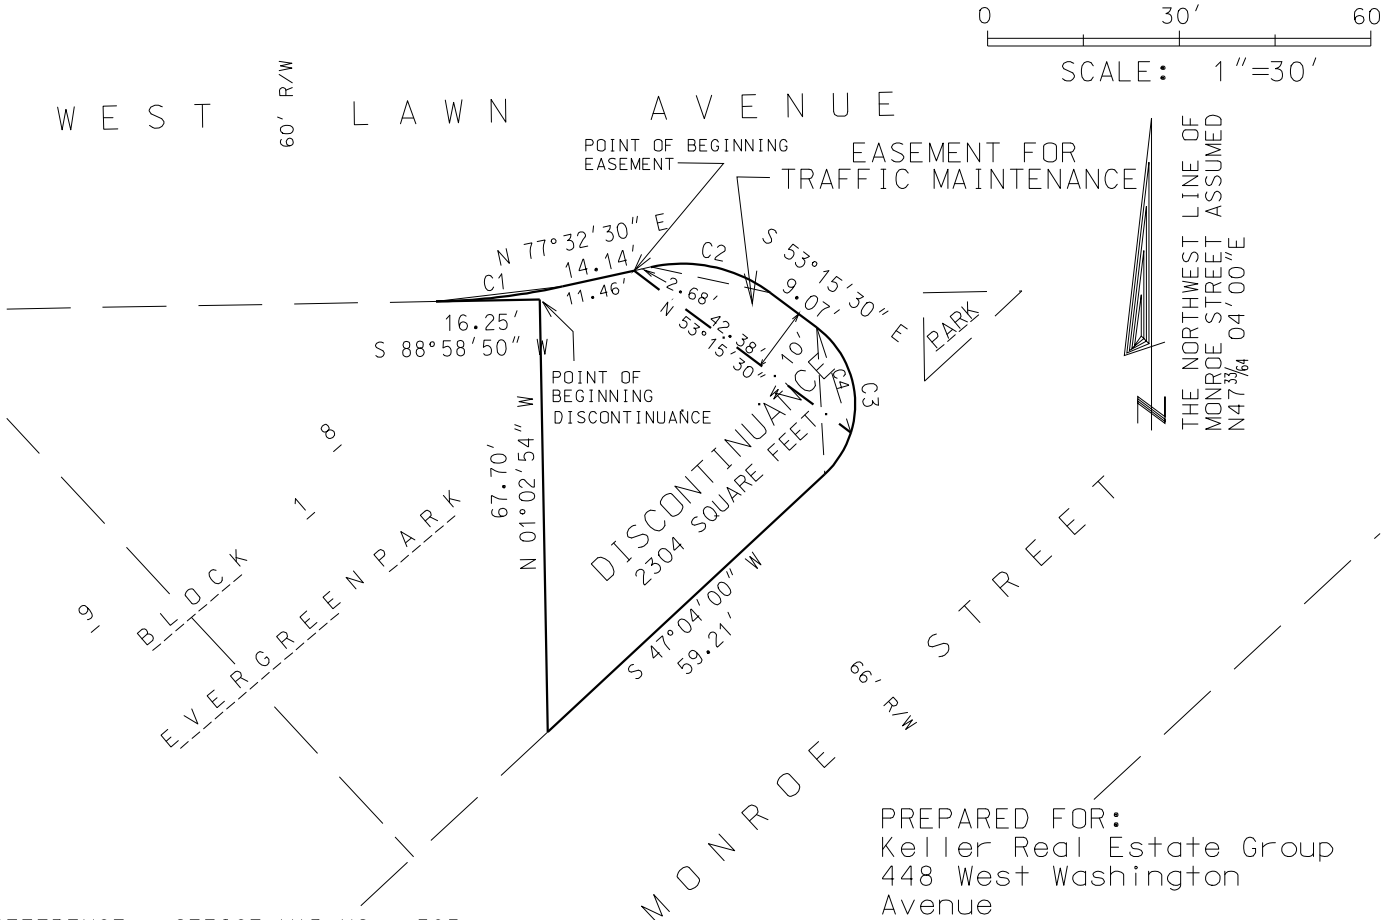 0 30' 60
SCALE: 1"=30'
60' R/W
WEST LAWN AVENUE
POINT OF BEGINNING
EASEMENT
EASEMENT FOR
TRAFFIC MAINTENANCE
THE NORTHWEST LINE OF
MONROE STREET ASSUMED
N47 33/64 04'00"E
N 77°32'30" E
14.14'
C1
11.46'
C2
S 53°15'30" E
9.07'
2.68'
42.38'
N 53°15'30" W
10'
C4
C3
PARK
16.25'
S 88°58'50" W
POINT OF
BEGINNING
DISCONTINUANCE
67.70'
N 01°02'54" W
DISCONTINUANCE
2304 SQUARE FEET
S 47°04'00" W
59.21'
8
1
9
BLOCK
EVERGREEN PARK
66' R/W
MONROE STREET
Z
PREPARED FOR:
Keller Real Estate Group
448 West Washington
Avenue